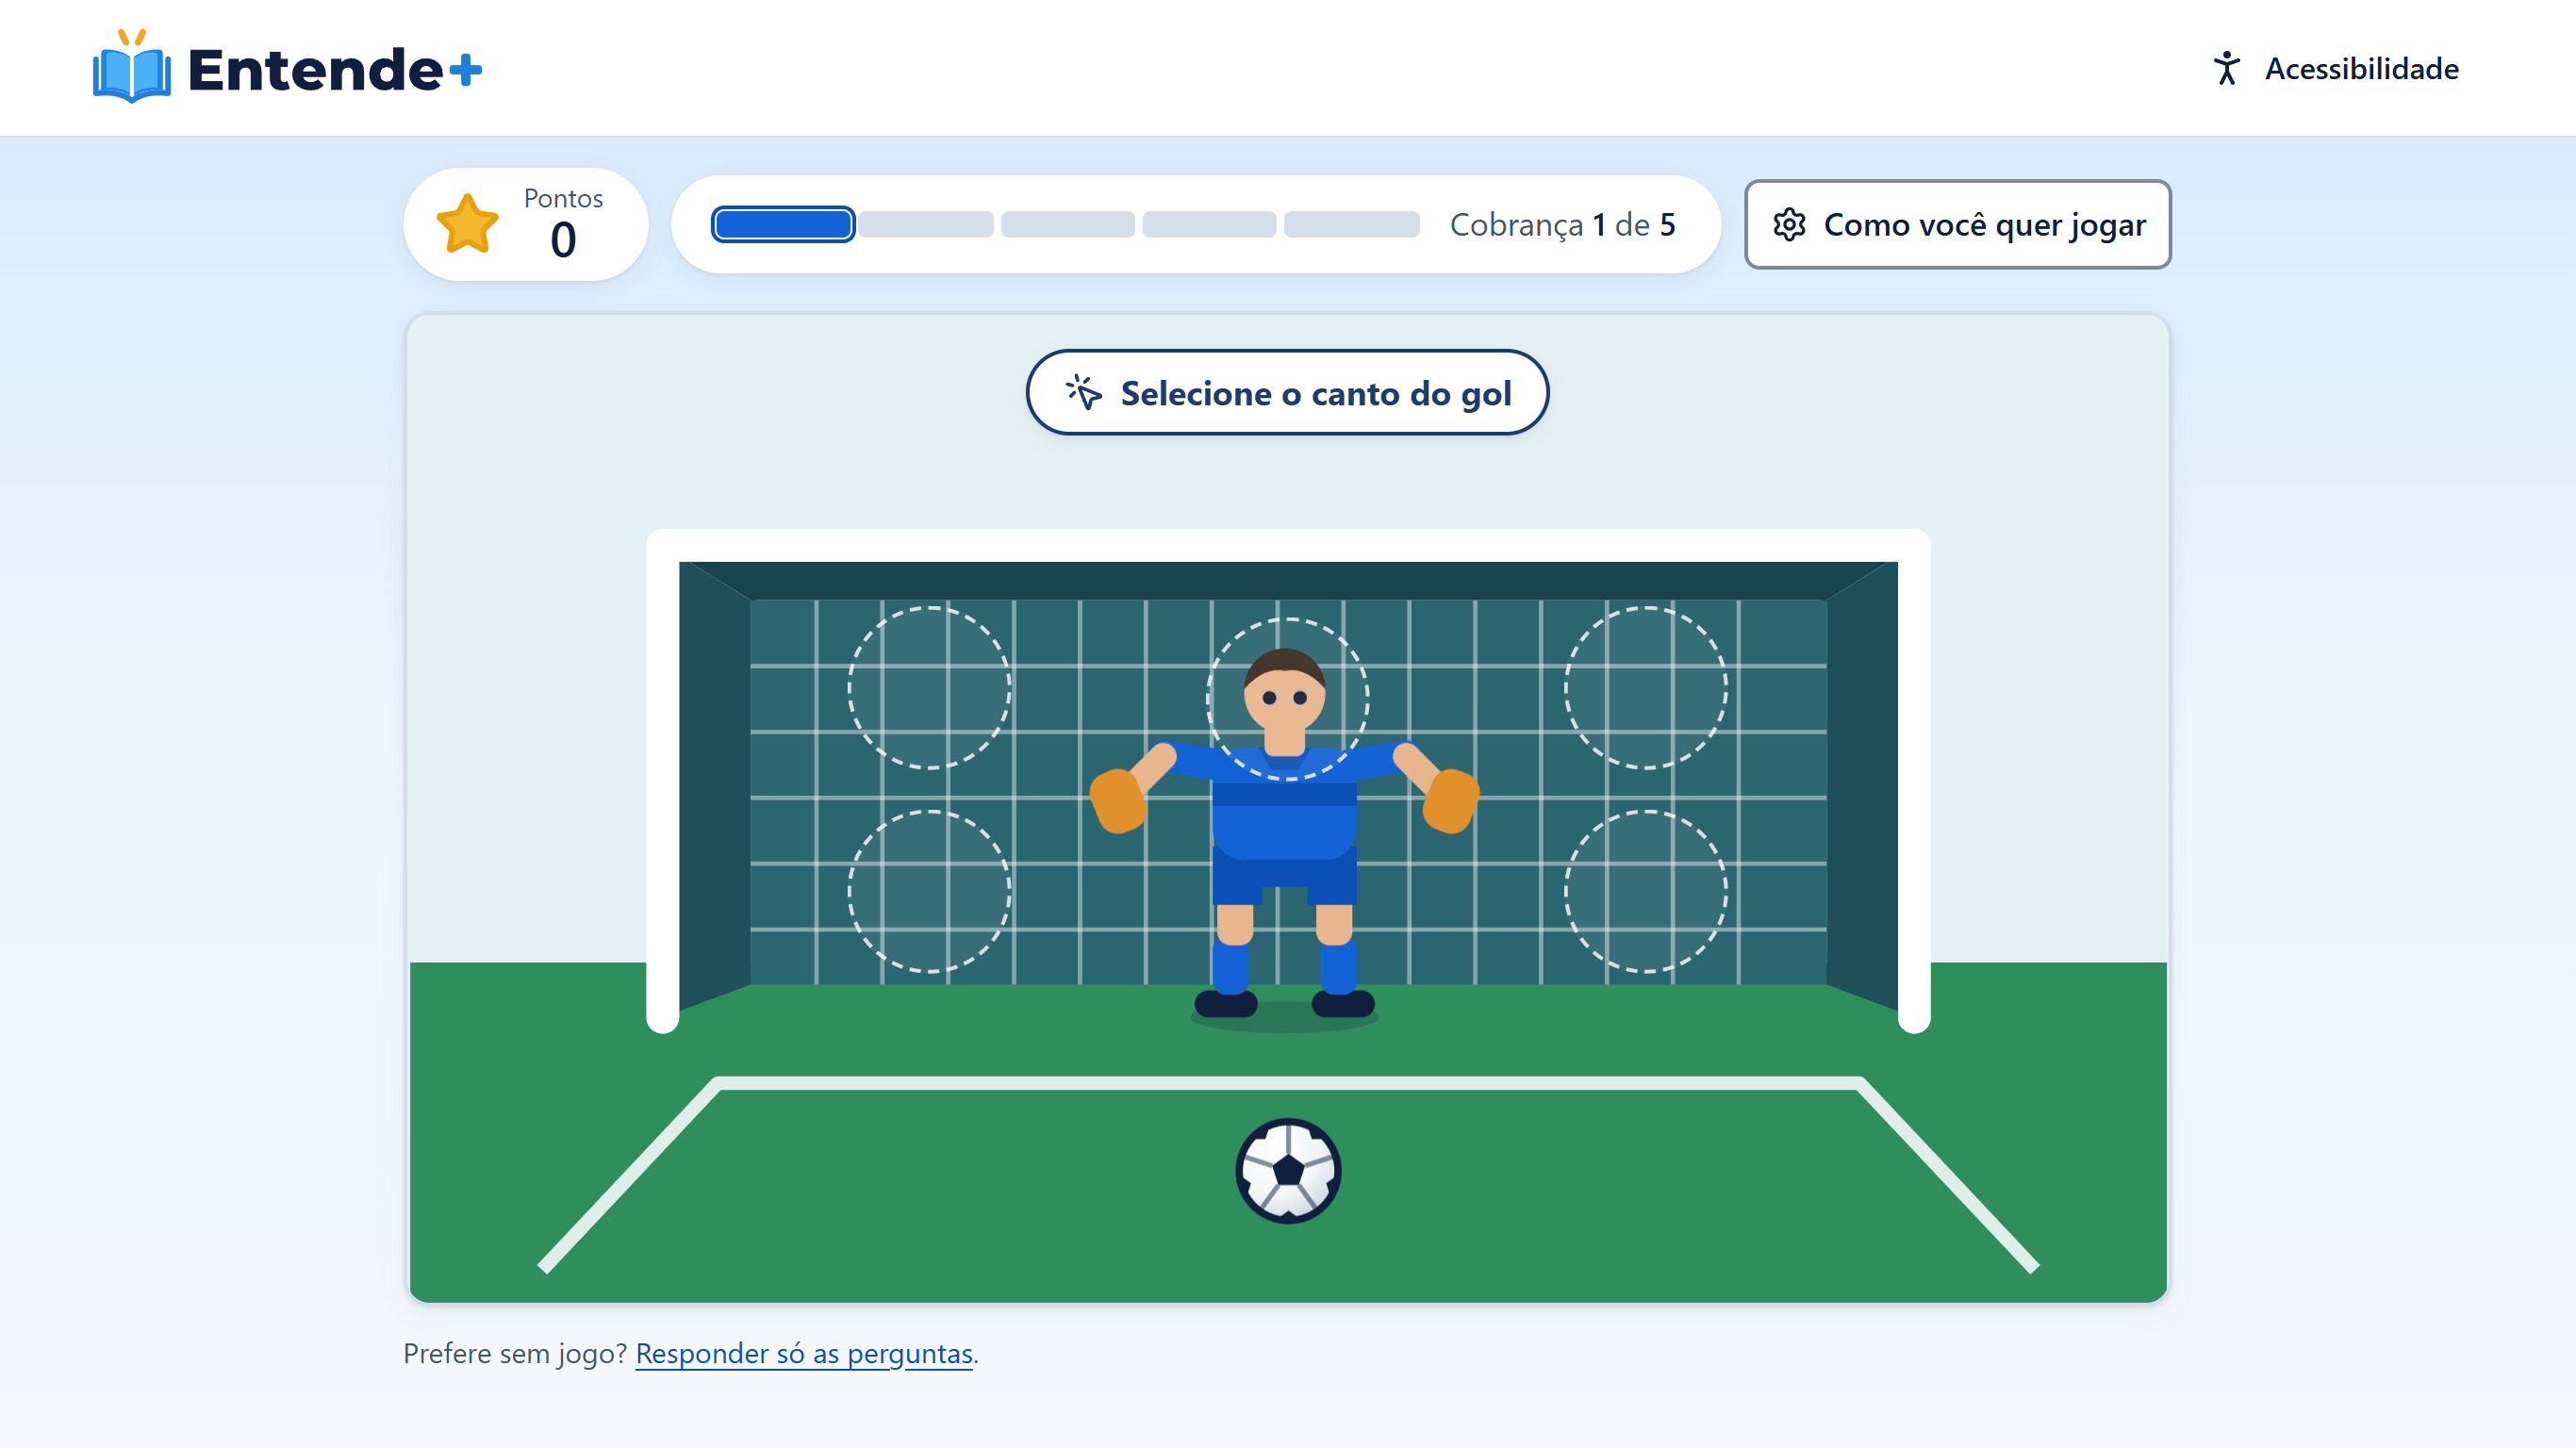 Entende+
Acessibilidade
Pontos
0
Cobrança 1 de 5
Como você quer jogar
Selecione o canto do gol
Prefere sem jogo? Responder só as perguntas.